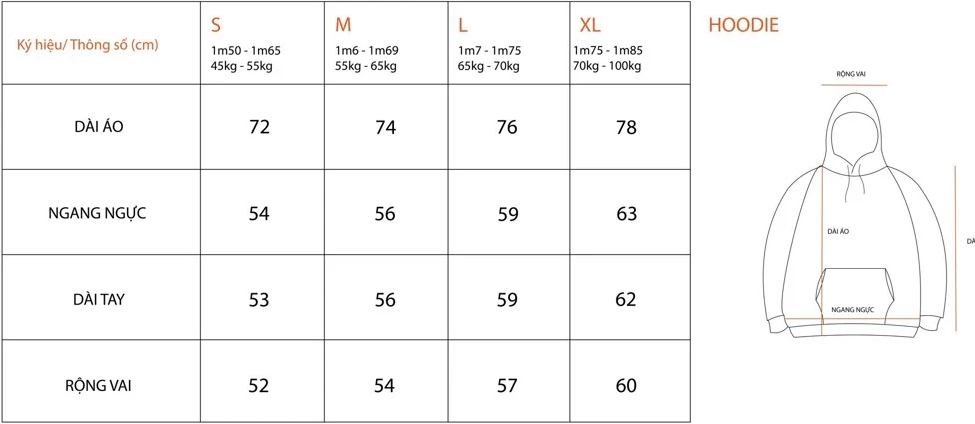 Ký hiệu/ Thông số (cm)
S
1m50 - 1m65
45kg - 55kg
M
1m6 - 1m69
55kg - 65kg
L
1m7 - 1m75
65kg - 70kg
XL
1m75 - 1m85
70kg - 100kg
DÀI ÁO
72
74
76
78
NGANG NGỰC
54
56
59
63
DÀI TAY
53
56
59
62
RỘNG VAI
52
54
57
60
HOODIE
RỘNG VAI
DÀI ÁO
NGANG NGỰC